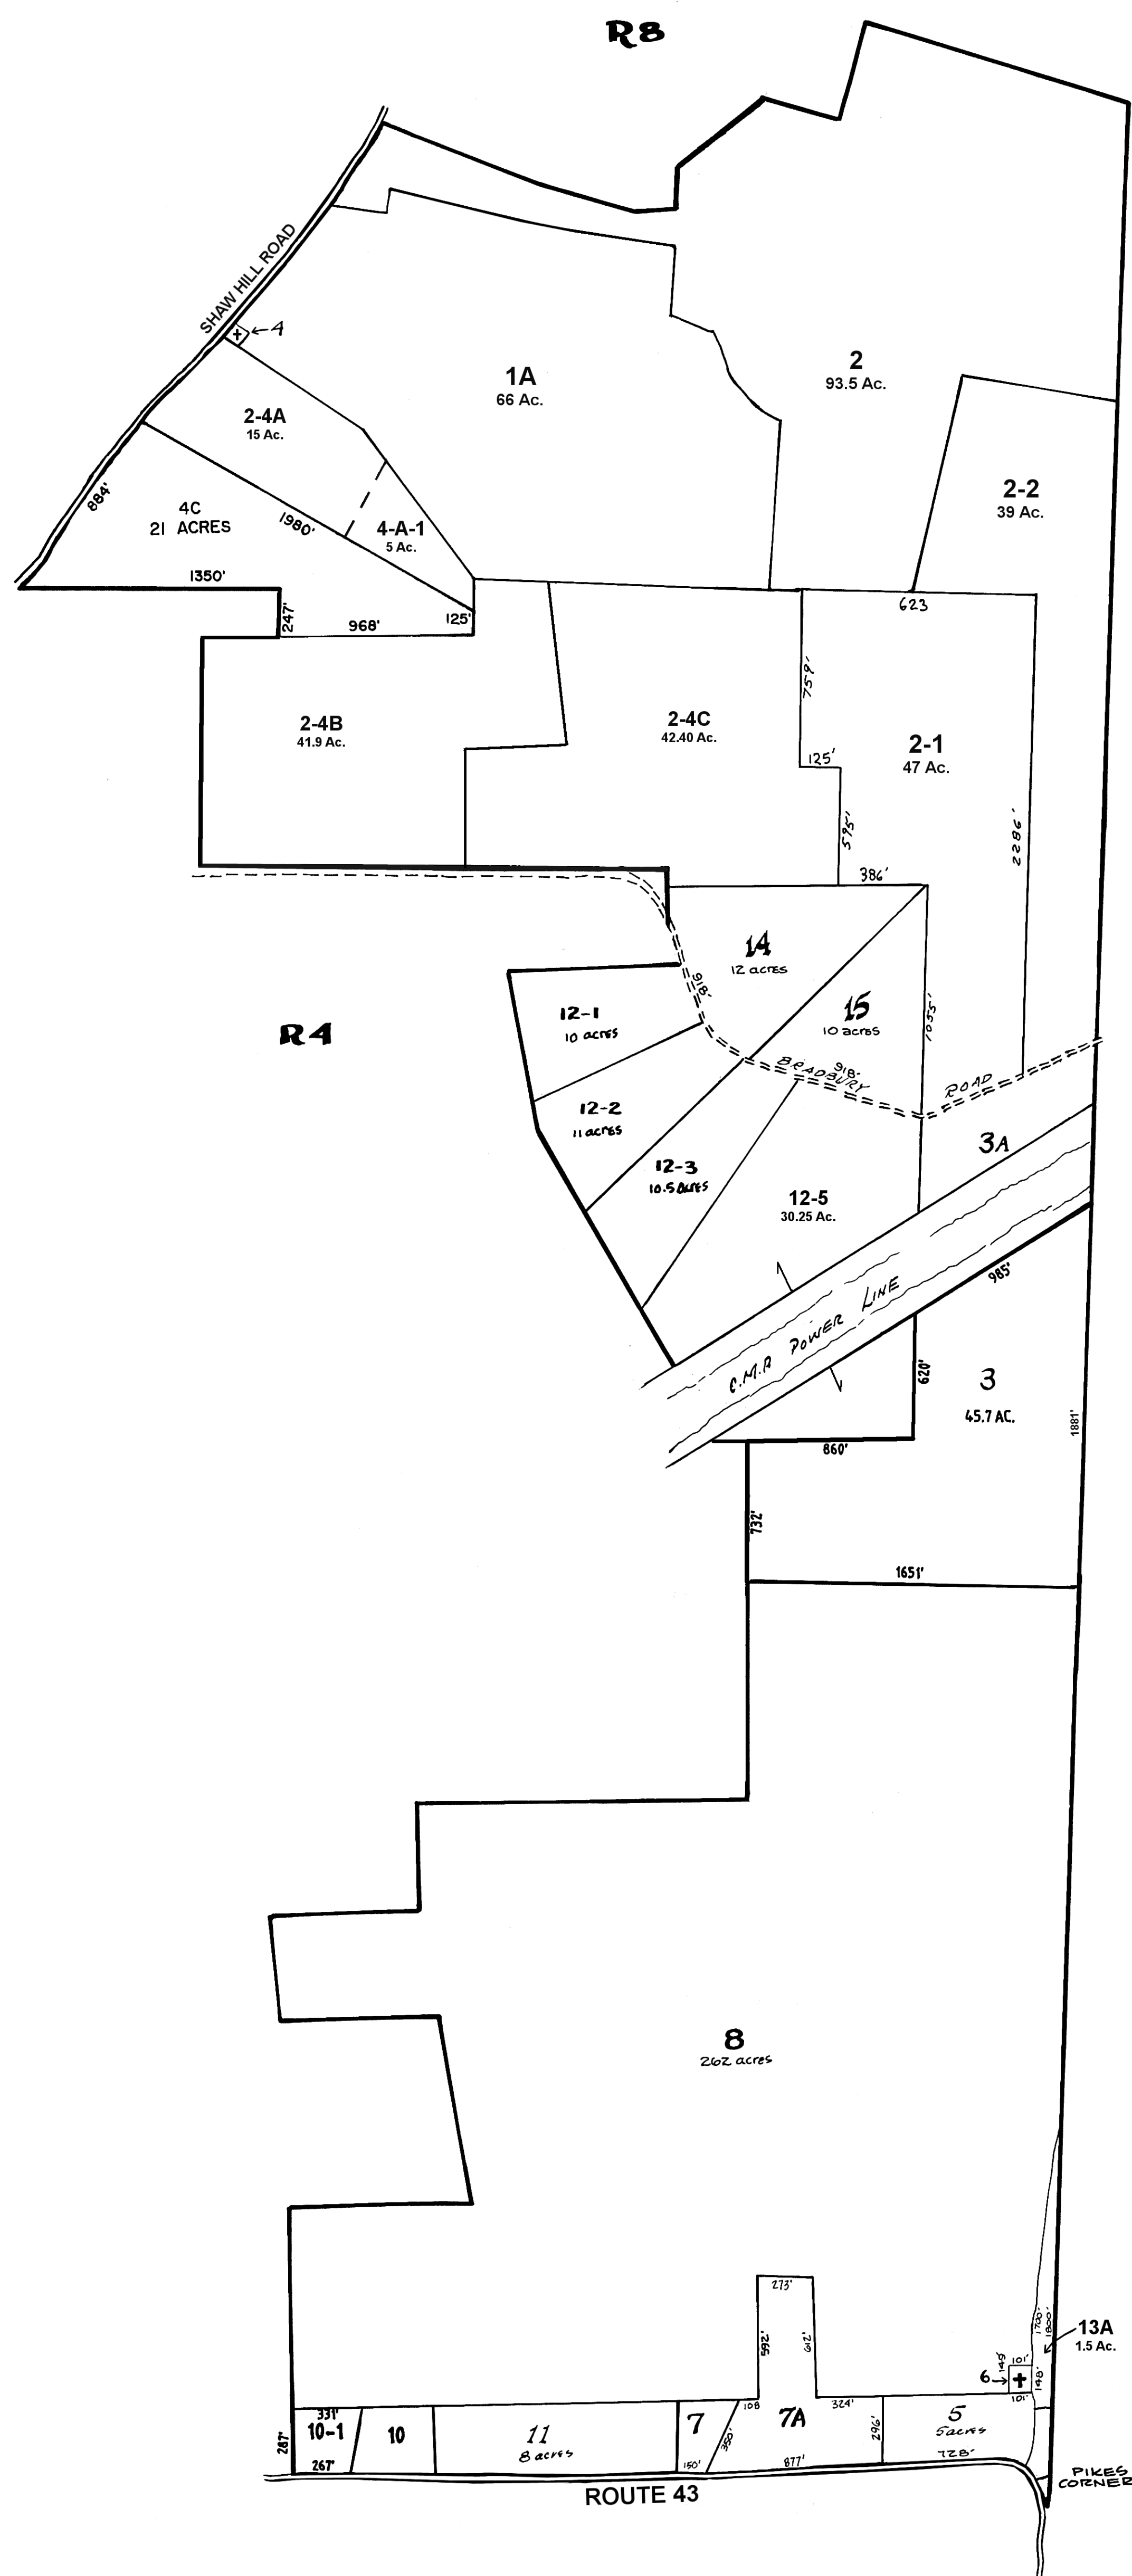 R8
SHAW HILL ROAD
4
1A
66 Ac.
2
93.5 Ac.
2-4A
15 Ac.
2-2
39 Ac.
884'
4C
21 ACRES
1980'
4-A-1
5 Ac.
1350'
247'
968'
125'
623
759'
2-4B
41.9 Ac.
2-4C
42.40 Ac.
2-1
47 Ac.
125'
595'
2286'
386'
14
12 acres
918'
15
10 acres
1055'
R4
12-1
10 acres
BRADBURY
918'
ROAD
12-2
11 acres
3A
12-3
10.5 acres
12-5
30.25 Ac.
C.M.P. POWER LINE
985'
620'
3
45.7 AC.
1881'
860'
732'
1651'
8
262 acres
273'
592'
612'
1700'
1800'
13A
1.5 Ac.
6
145'
101'
148'
101'
331'
10-1
287'
267'
10
11
8 acres
7
150'
350'
108
7A
324'
877'
296'
5
5 acres
728'
PIKES
CORNER
ROUTE 43